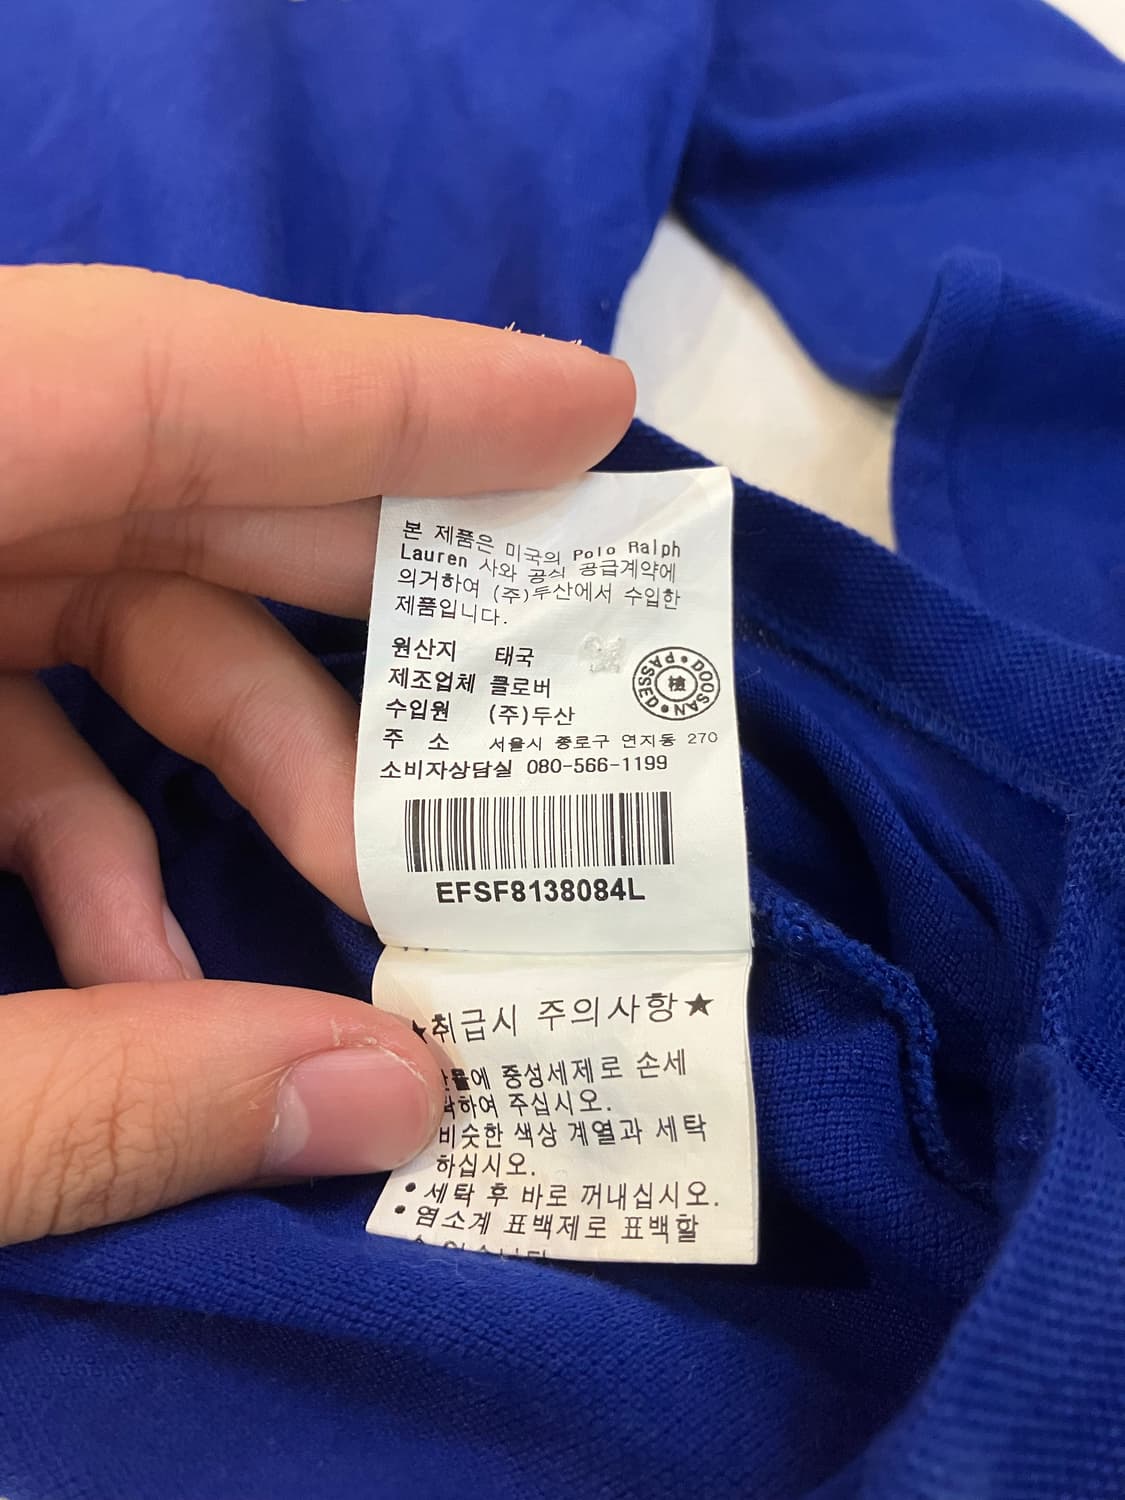 본 제품은 미국의 Polo Ralph
Lauren 사와 공식 공급계약에
의거하여 (주)두산에서 수입한
제품입니다.
원산지 태국
제조업체 클로버
수입원 (주)두산
주 소 서울시 종로구 연지동 270
소비자상담실 080-566-1199
DOOSAN PASSED
檢
EFSF8138084L
★취급시 주의사항★
중성세제로 손세
주십시오.
비슷한 색상 계열과 세탁
하십시오.
• 세탁 후 바로 꺼내십시오.
• 염소계 표백제로 표백할